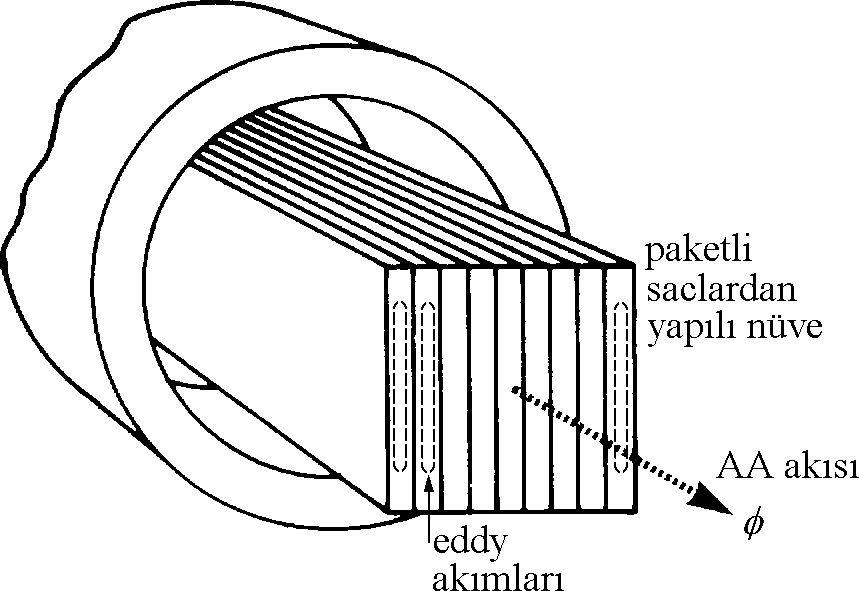 paketli
saclardan
yapılı nüve
AA akısı
ϕ
eddy
akımları